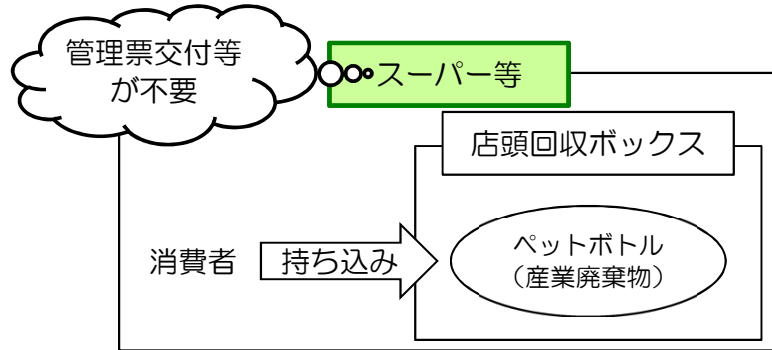 管理票交付等
が不要
スーパー等
店頭回収ボックス
消費者
持ち込み
ペットボトル
（産業廃棄物）